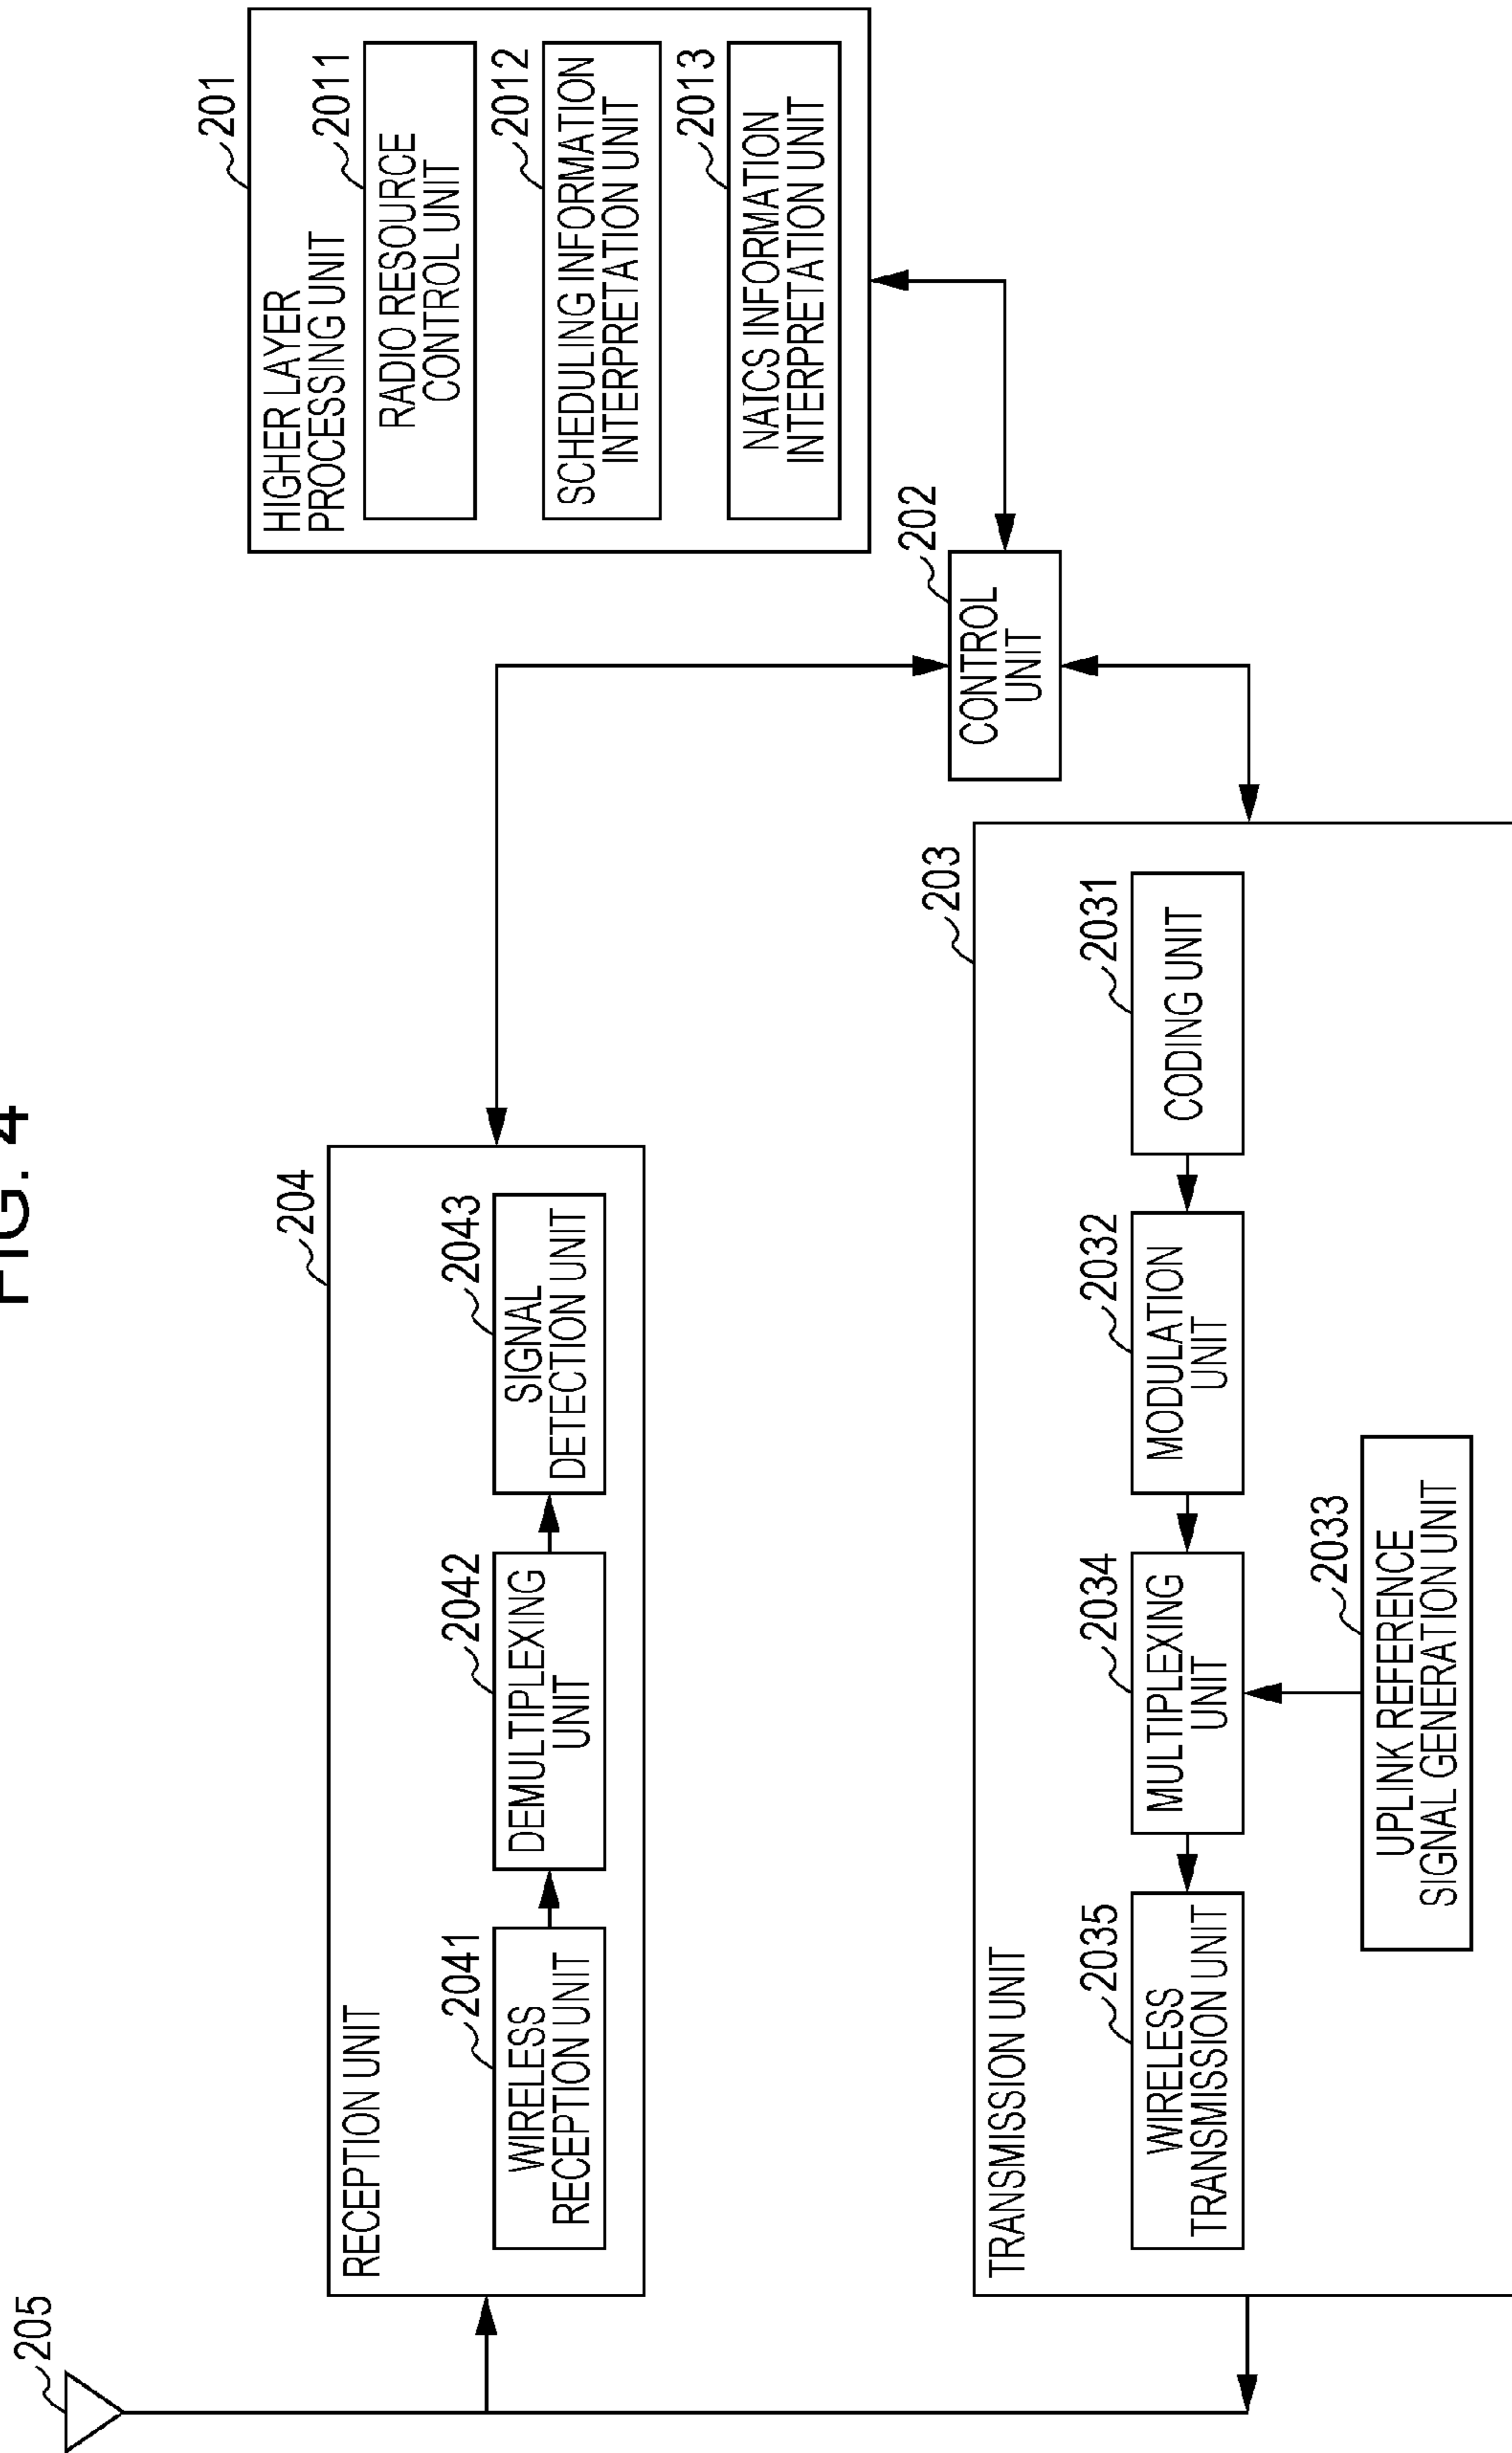 FIG. 4
205
RECEPTION UNIT
204
2041
WIRELESS
RECEPTION UNIT
2042
DEMULTIPLEXING
UNIT
2043
SIGNAL
DETECTION UNIT
HIGHER LAYER
PROCESSING UNIT
201
2011
RADIO RESOURCE
CONTROL UNIT
2012
SCHEDULING INFORMATION
INTERPRETATION UNIT
2013
NAICS INFORMATION
INTERPRETATION UNIT
202
CONTROL
UNIT
TRANSMISSION UNIT
203
2035
WIRELESS
TRANSMISSION UNIT
2034
MULTIPLEXING
UNIT
2032
MODULATION
UNIT
2031
CODING UNIT
2033
UPLINK REFERENCE
SIGNAL GENERATION UNIT